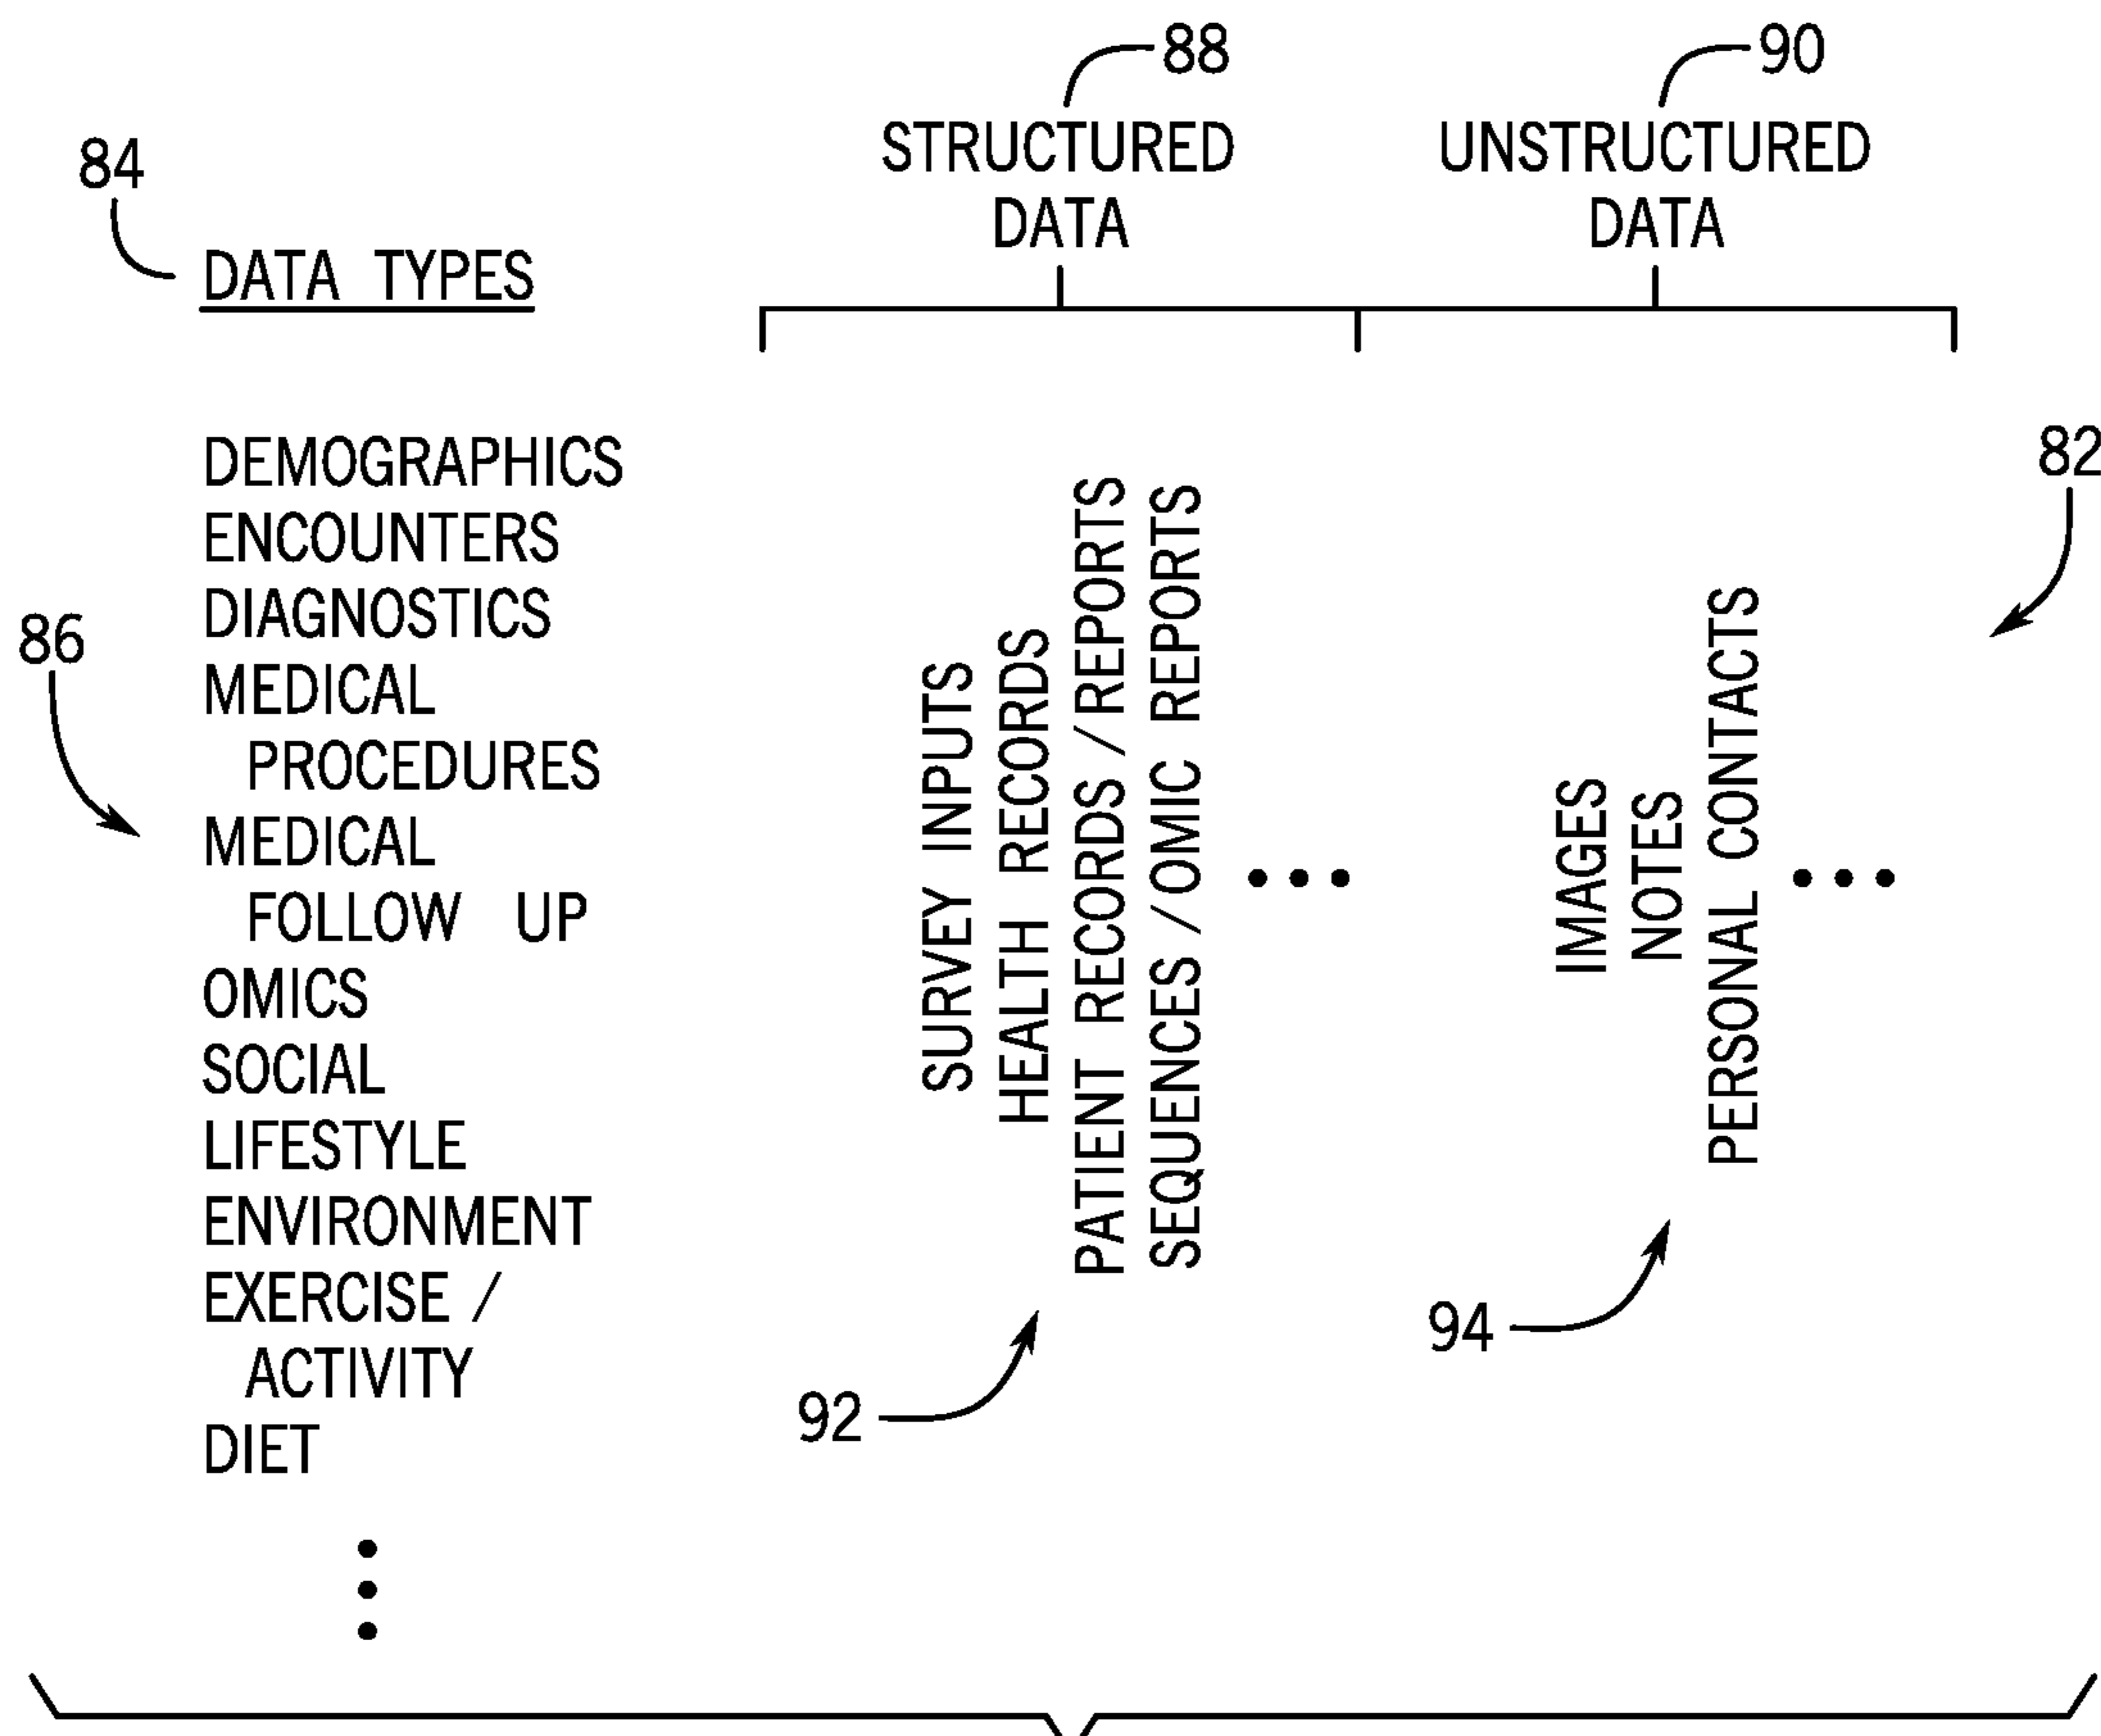 88
90
STRUCTURED
DATA
UNSTRUCTURED
DATA
84
DATA TYPES
82
86
DEMOGRAPHICS
ENCOUNTERS
DIAGNOSTICS
MEDICAL
PROCEDURES
MEDICAL
FOLLOW UP
OMICS
SOCIAL
LIFESTYLE
ENVIRONMENT
EXERCISE /
ACTIVITY
DIET
SURVEY INPUTS
HEALTH RECORDS
PATIENT RECORDS/REPORTS
SEQUENCES/OMIC REPORTS
92
IMAGES
NOTES
PERSONAL CONTACTS
94